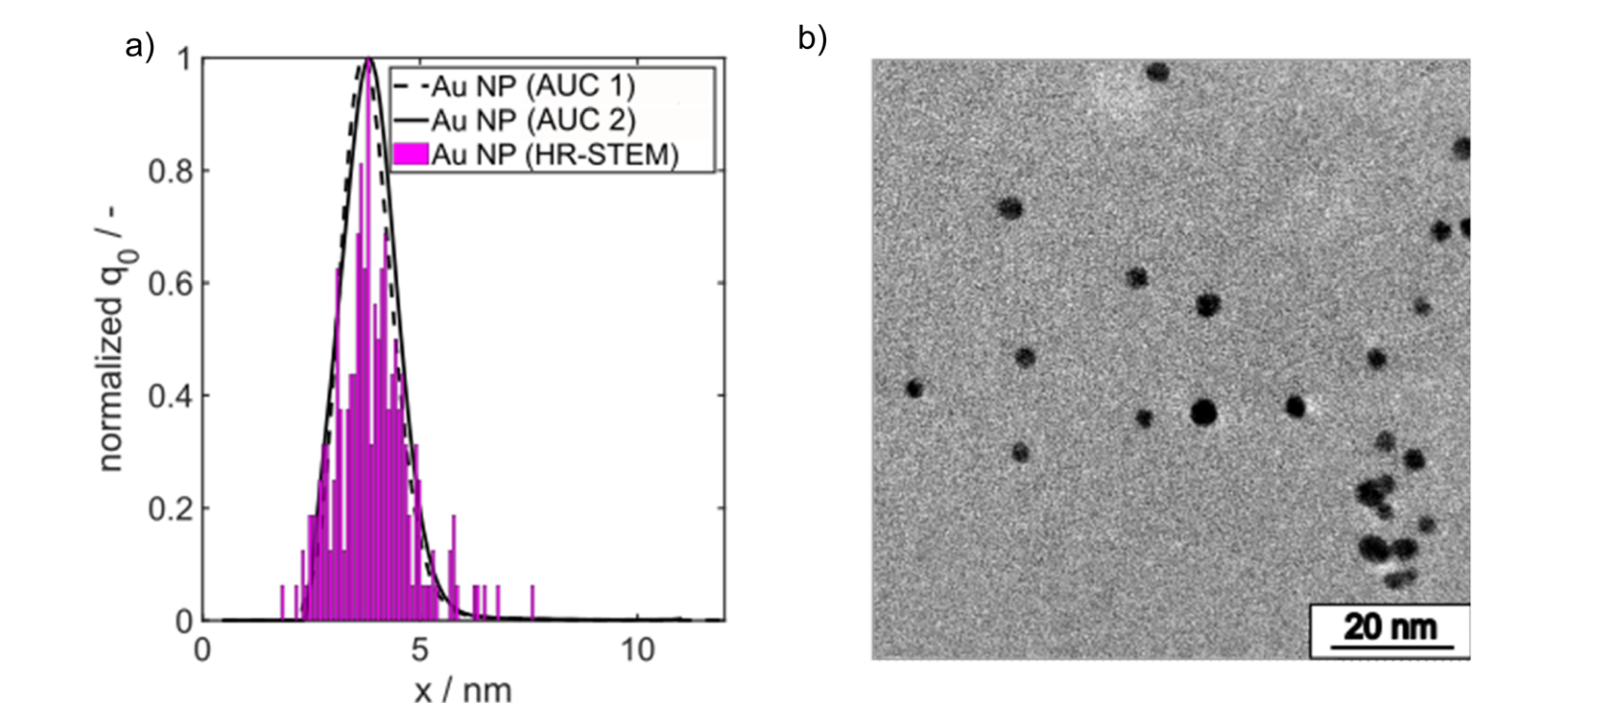 a)
b)
1
0.8
0.6
0.4
0.2
0
normalized q0 / -
- -Au NP (AUC 1)
Au NP (AUC 2)
Au NP (HR-STEM)
0 5 10
x / nm
20 nm